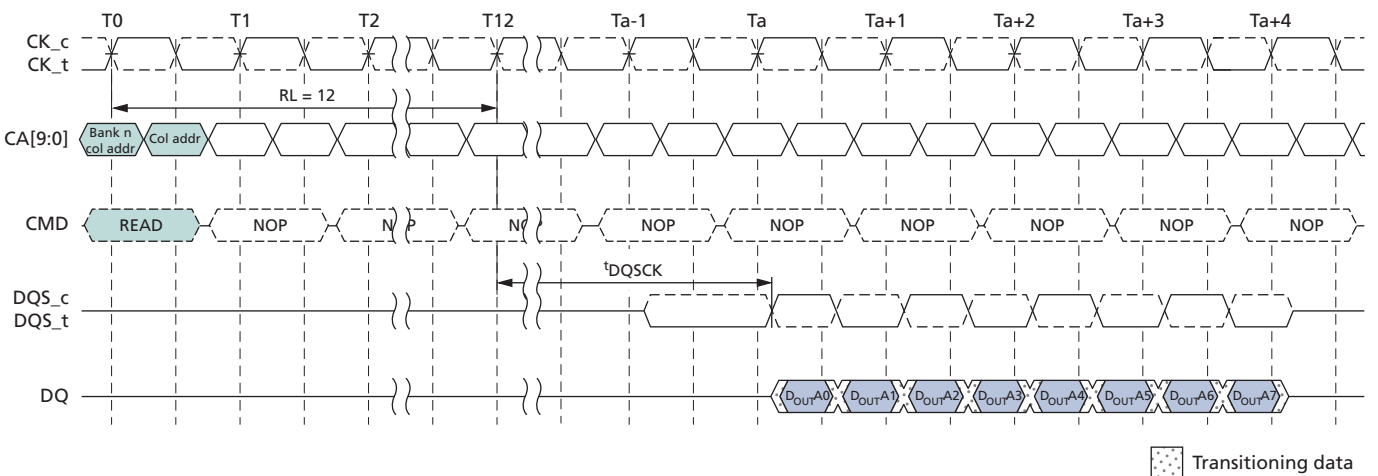 T0 T1 T2 T12 Ta-1 Ta Ta+1 Ta+2 Ta+3 Ta+4
CK_c
CK_t
RL = 12
CA[9:0] Bank n col addr Col addr
CMD READ NOP NOP NOP NOP NOP NOP NOP NOP NOP
tDQSCK
DQS_c
DQS_t
DQ DOUTA0 DOUTA1 DOUTA2 DOUTA3 DOUTA4 DOUTA5 DOUTA6 DOUTA7
Transitioning data